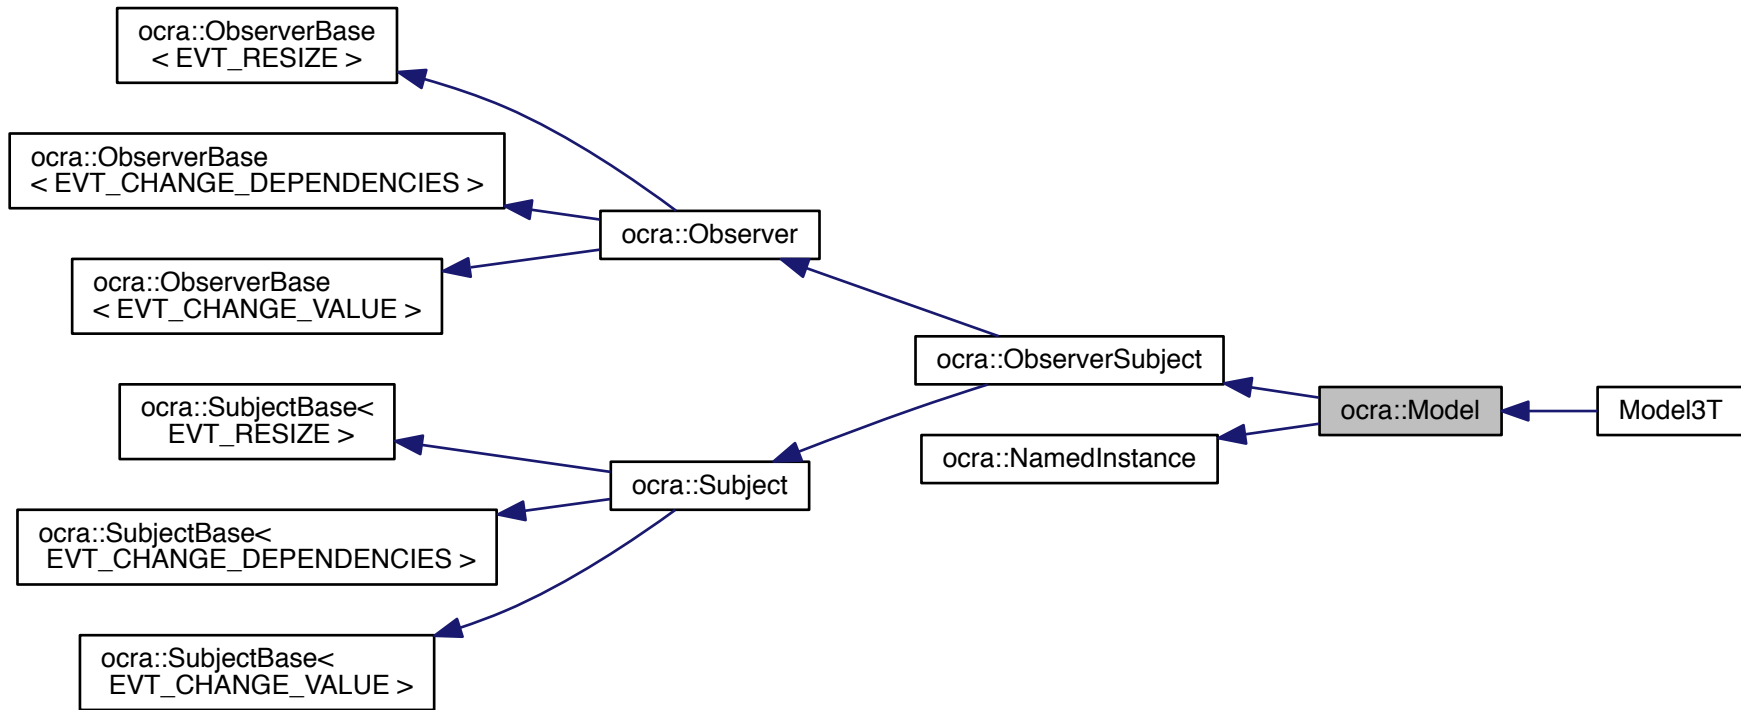 ocra::ObserverBase
< EVT_RESIZE >
ocra::ObserverBase
< EVT_CHANGE_DEPENDENCIES >
ocra::Observer
ocra::ObserverBase
< EVT_CHANGE_VALUE >
ocra::ObserverSubject
ocra::SubjectBase<
EVT_RESIZE >
ocra::Model
Model3T
ocra::NamedInstance
ocra::Subject
ocra::SubjectBase<
EVT_CHANGE_DEPENDENCIES >
ocra::SubjectBase<
EVT_CHANGE_VALUE >